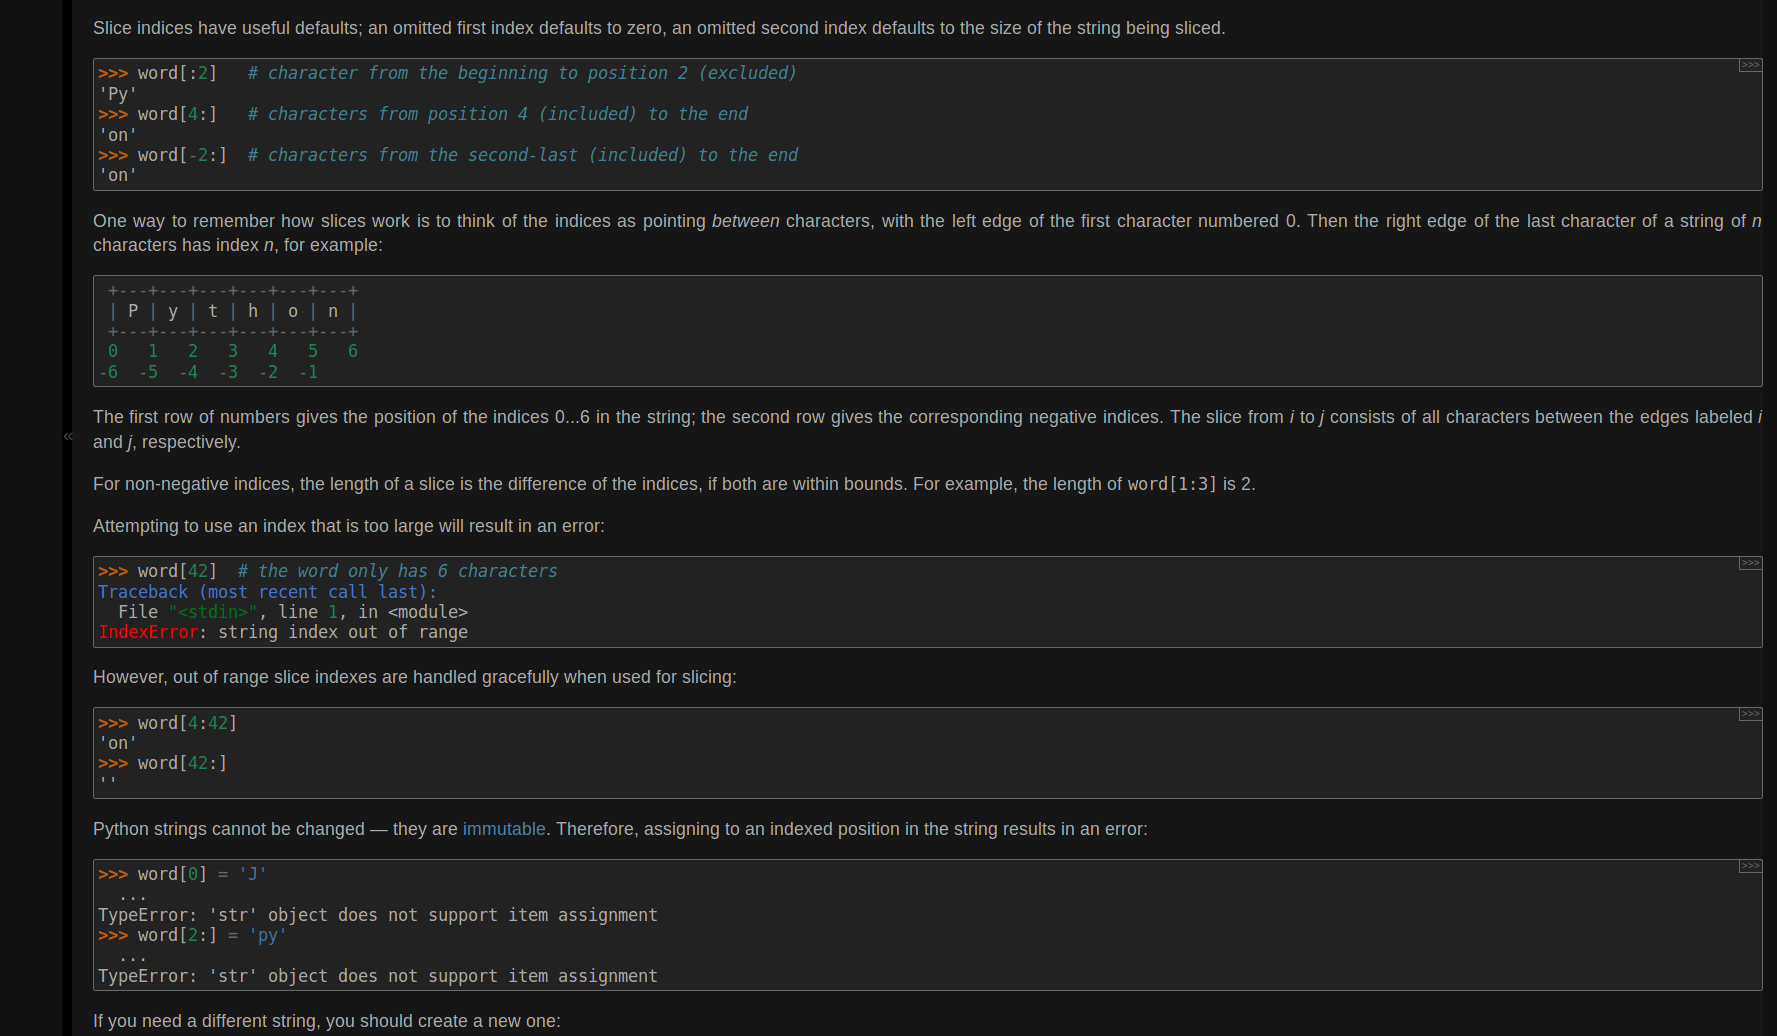 Slice indices have useful defaults; an omitted first index defaults to zero, an omitted second index defaults to the size of the string being sliced.
>>>
>>> word[:2]   # character from the beginning to position 2 (excluded)
'Py'
>>> word[4:]   # characters from position 4 (included) to the end
'on'
>>> word[-2:]  # characters from the second-last (included) to the end
'on'
One way to remember how slices work is to think of the indices as pointing between characters, with the left edge of the first character numbered 0. Then the right edge of the last character of a string of n
characters has index n, for example:
 +---+---+---+---+---+---+
 | P | y | t | h | o | n |
 +---+---+---+---+---+---+
 0   1   2   3   4   5   6
-6  -5  -4  -3  -2  -1
The first row of numbers gives the position of the indices 0...6 in the string; the second row gives the corresponding negative indices. The slice from i to j consists of all characters between the edges labeled i
«
and j, respectively.
For non-negative indices, the length of a slice is the difference of the indices, if both are within bounds. For example, the length of word[1:3] is 2.
Attempting to use an index that is too large will result in an error:
>>>
>>> word[42]  # the word only has 6 characters
Traceback (most recent call last):
  File "<stdin>", line 1, in <module>
IndexError: string index out of range
However, out of range slice indexes are handled gracefully when used for slicing:
>>>
>>> word[4:42]
'on'
>>> word[42:]
''
Python strings cannot be changed — they are immutable. Therefore, assigning to an indexed position in the string results in an error:
>>>
>>> word[0] = 'J'
  ...
TypeError: 'str' object does not support item assignment
>>> word[2:] = 'py'
  ...
TypeError: 'str' object does not support item assignment
If you need a different string, you should create a new one: